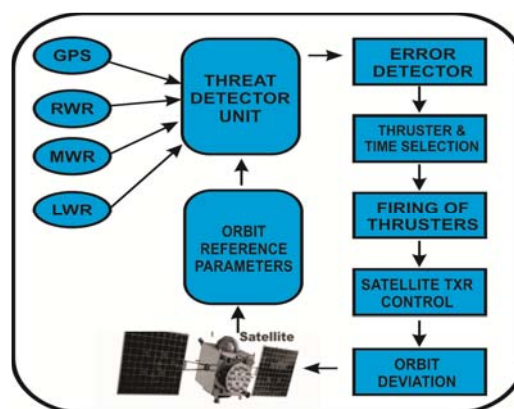 GPS
RWR
MWR
LWR
THREAT
DETECTOR
UNIT
ORBIT
REFERENCE
PARAMETERS
Satellite
ERROR
DETECTOR
THRUSTER &
TIME SELECTION
FIRING OF
THRUSTERS
SATELLITE TXR
CONTROL
ORBIT
DEVIATION